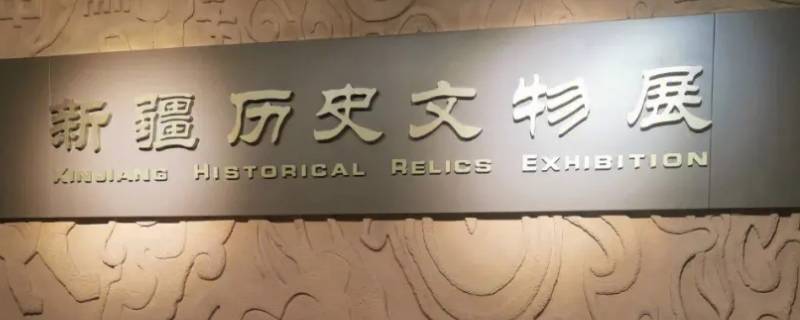 新疆历史文物展
XINJIANG HISTORICAL RELICS EXHIBITION